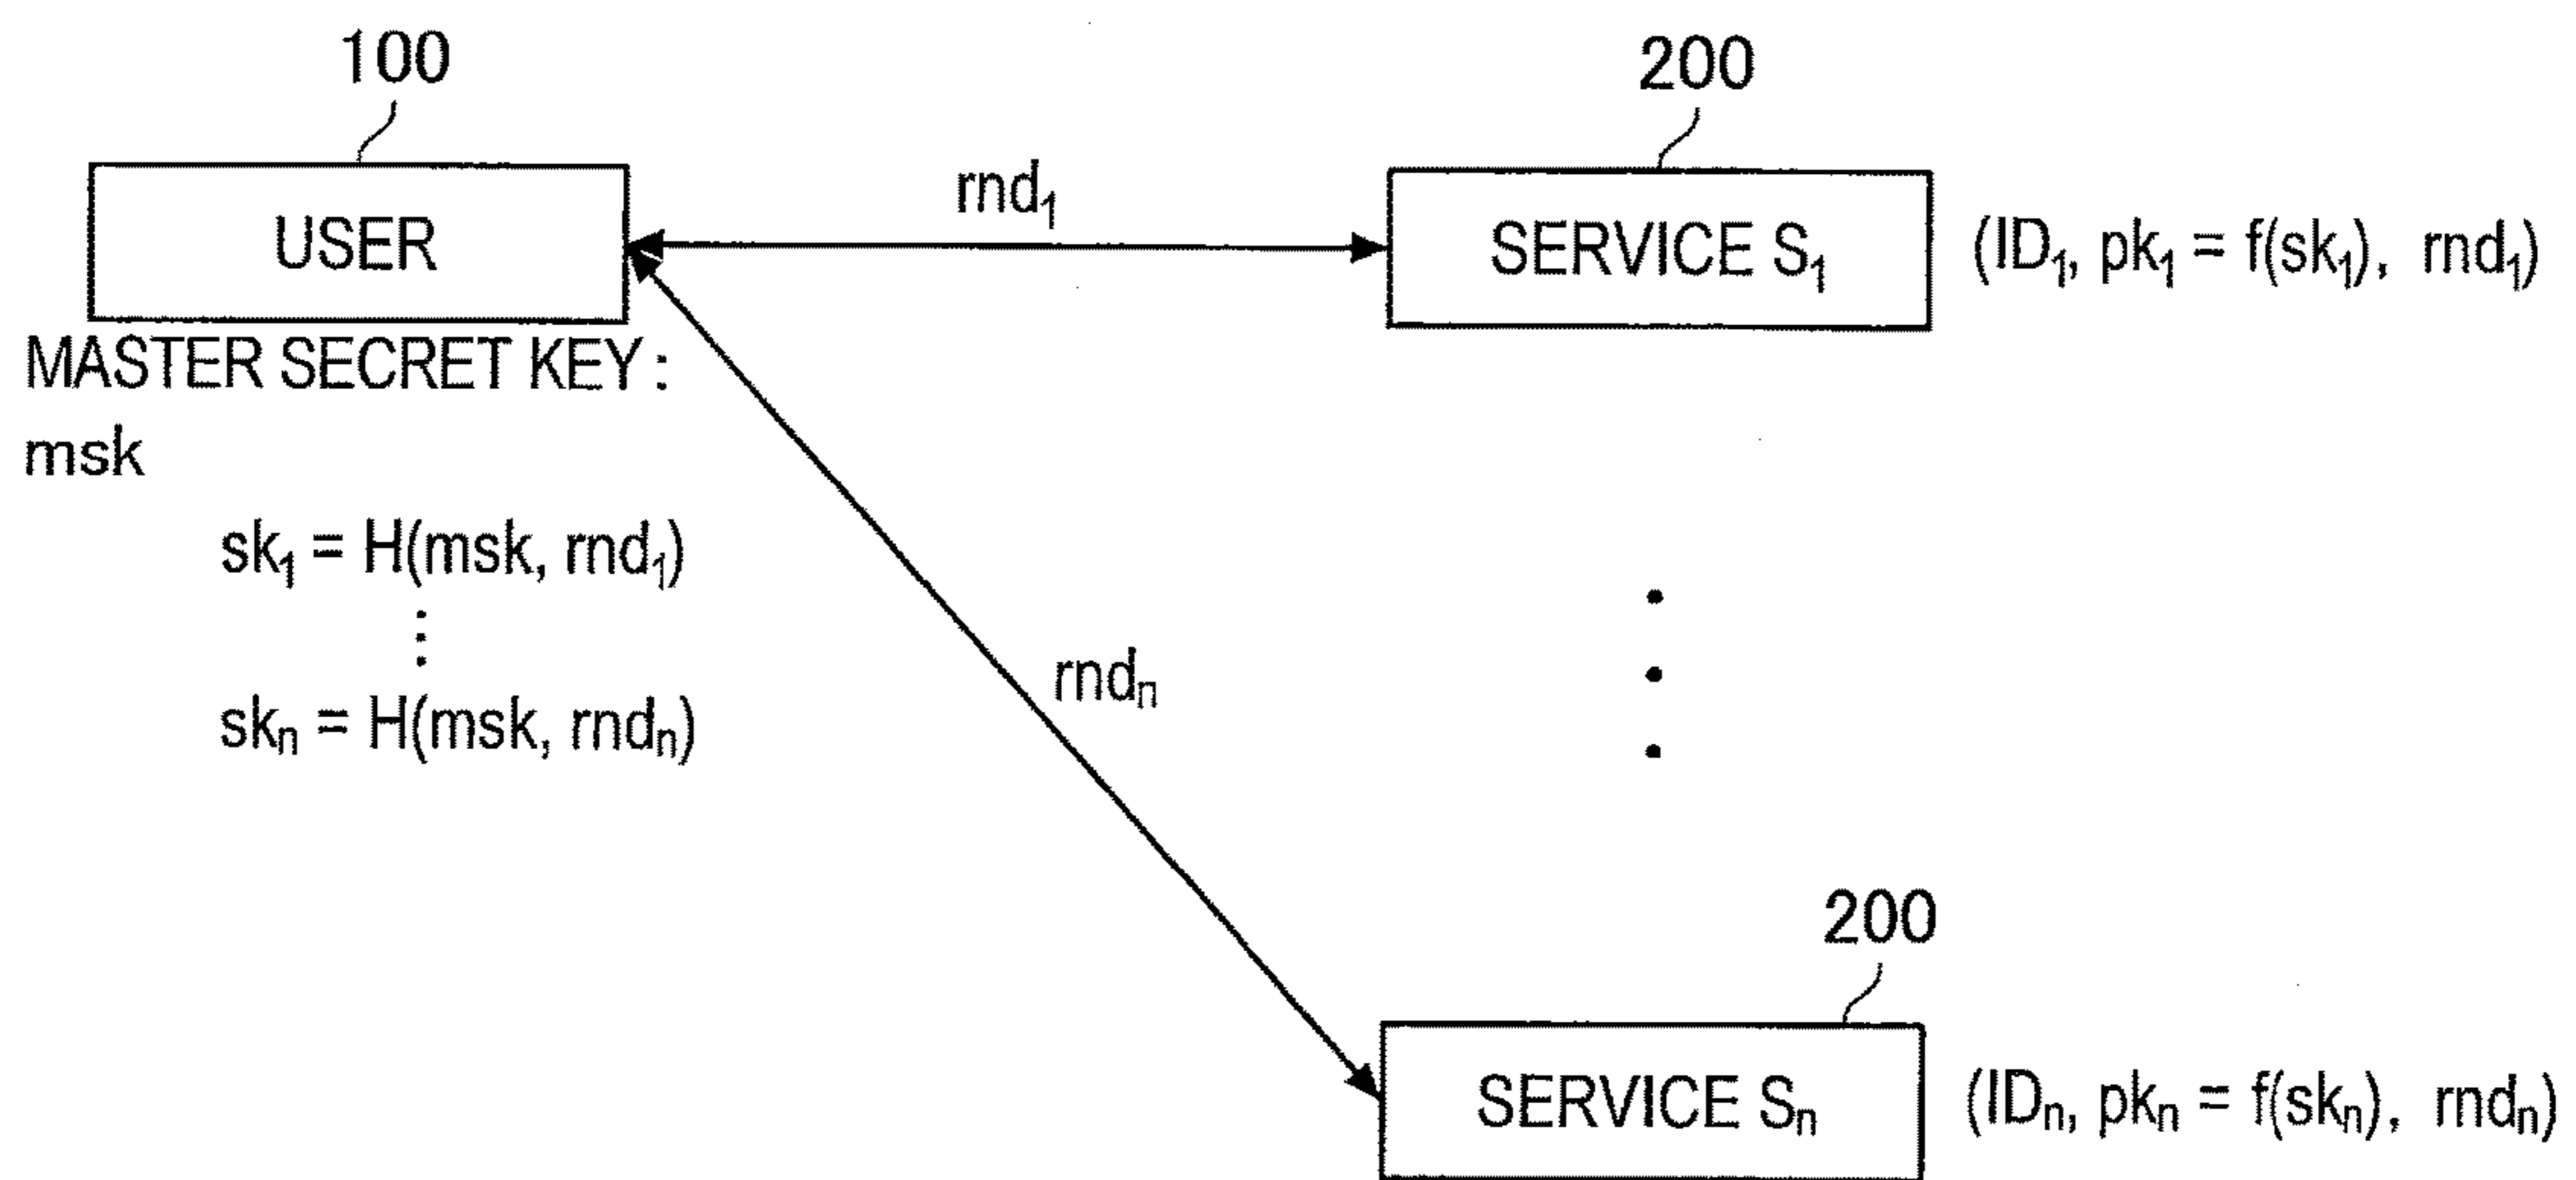 100
200
USER
rnd₁
SERVICE S₁
(ID₁, pk₁ = f(sk₁), rnd₁)
MASTER SECRET KEY :
msk
sk₁ = H(msk, rnd₁)
⋮
skₙ = H(msk, rndₙ)
rndₙ
200
SERVICE Sₙ
(IDₙ, pkₙ = f(skₙ), rndₙ)